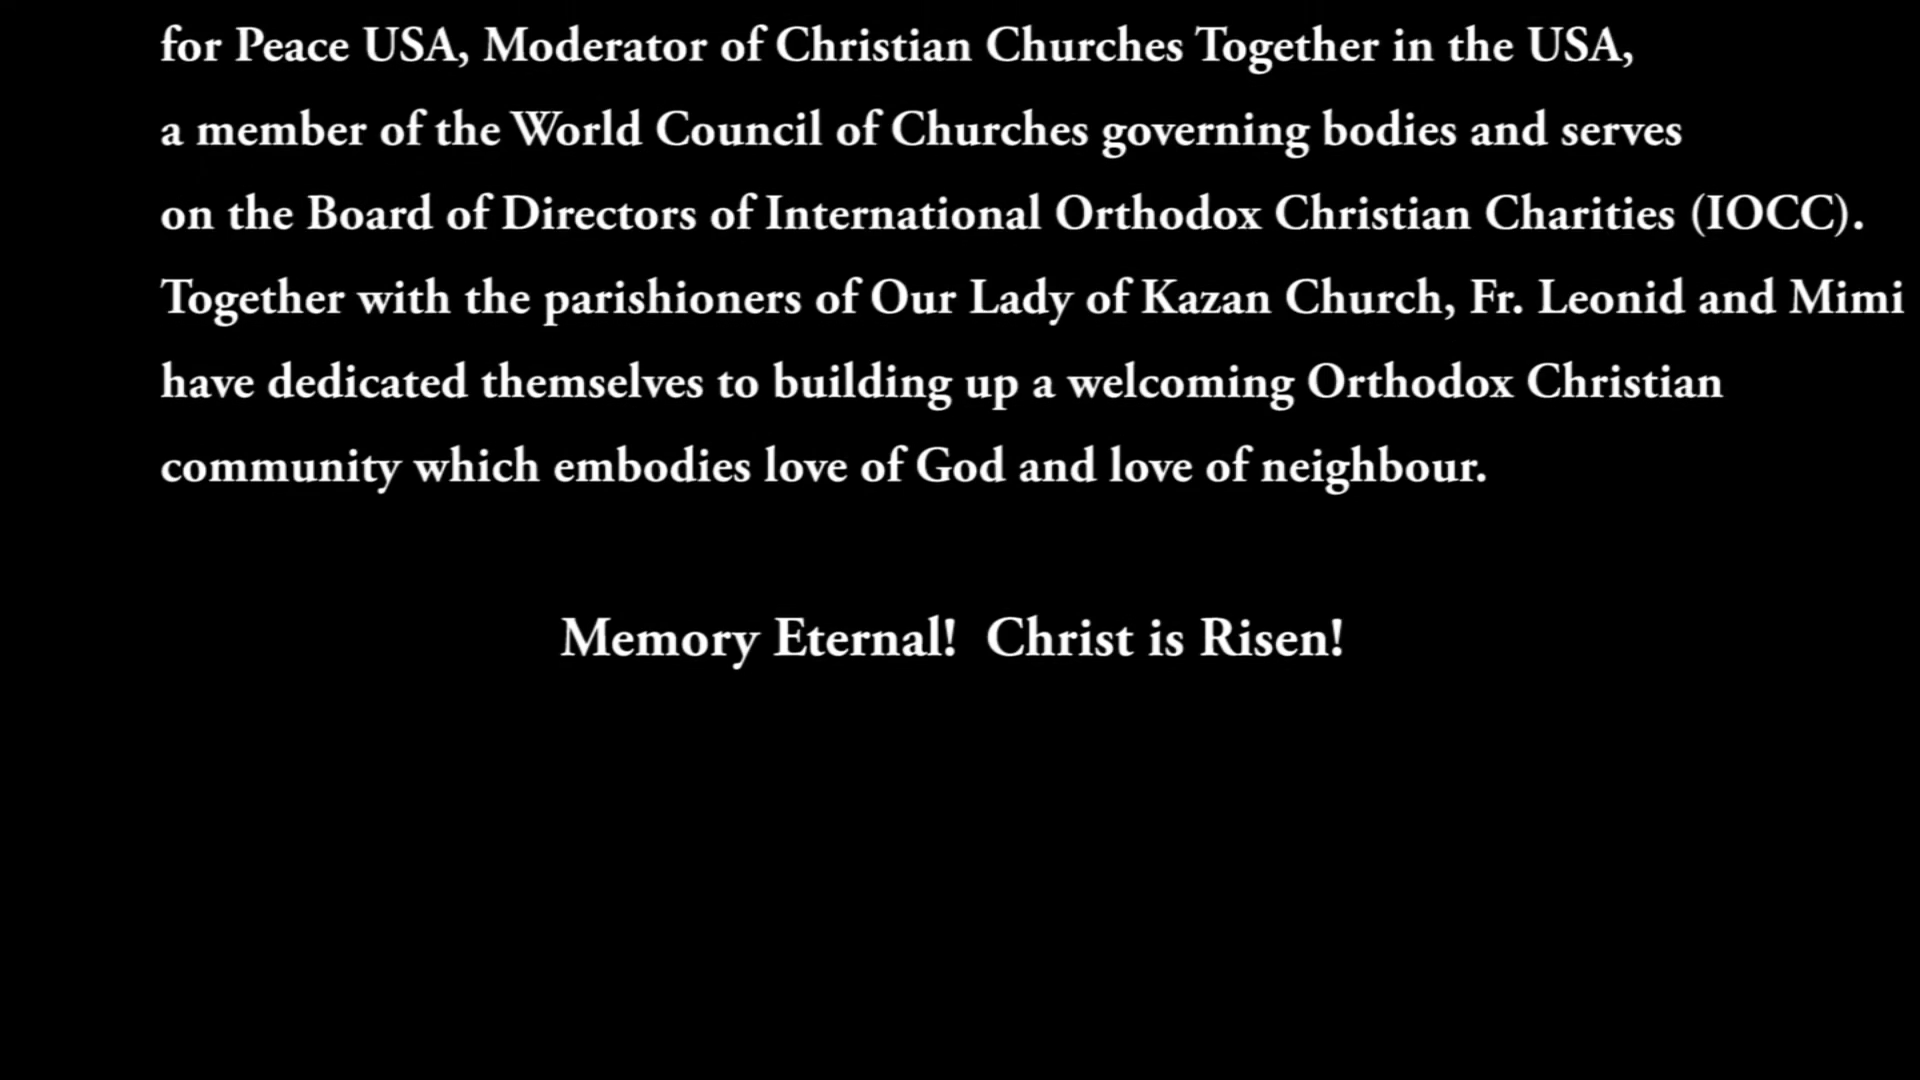 for Peace USA, Moderator of Christian Churches Together in the USA,
a member of the World Council of Churches governing bodies and serves
on the Board of Directors of International Orthodox Christian Charities (IOCC).
Together with the parishioners of Our Lady of Kazan Church, Fr. Leonid and Mimi
have dedicated themselves to building up a welcoming Orthodox Christian
community which embodies love of God and love of neighbour.
Memory Eternal! Christ is Risen!